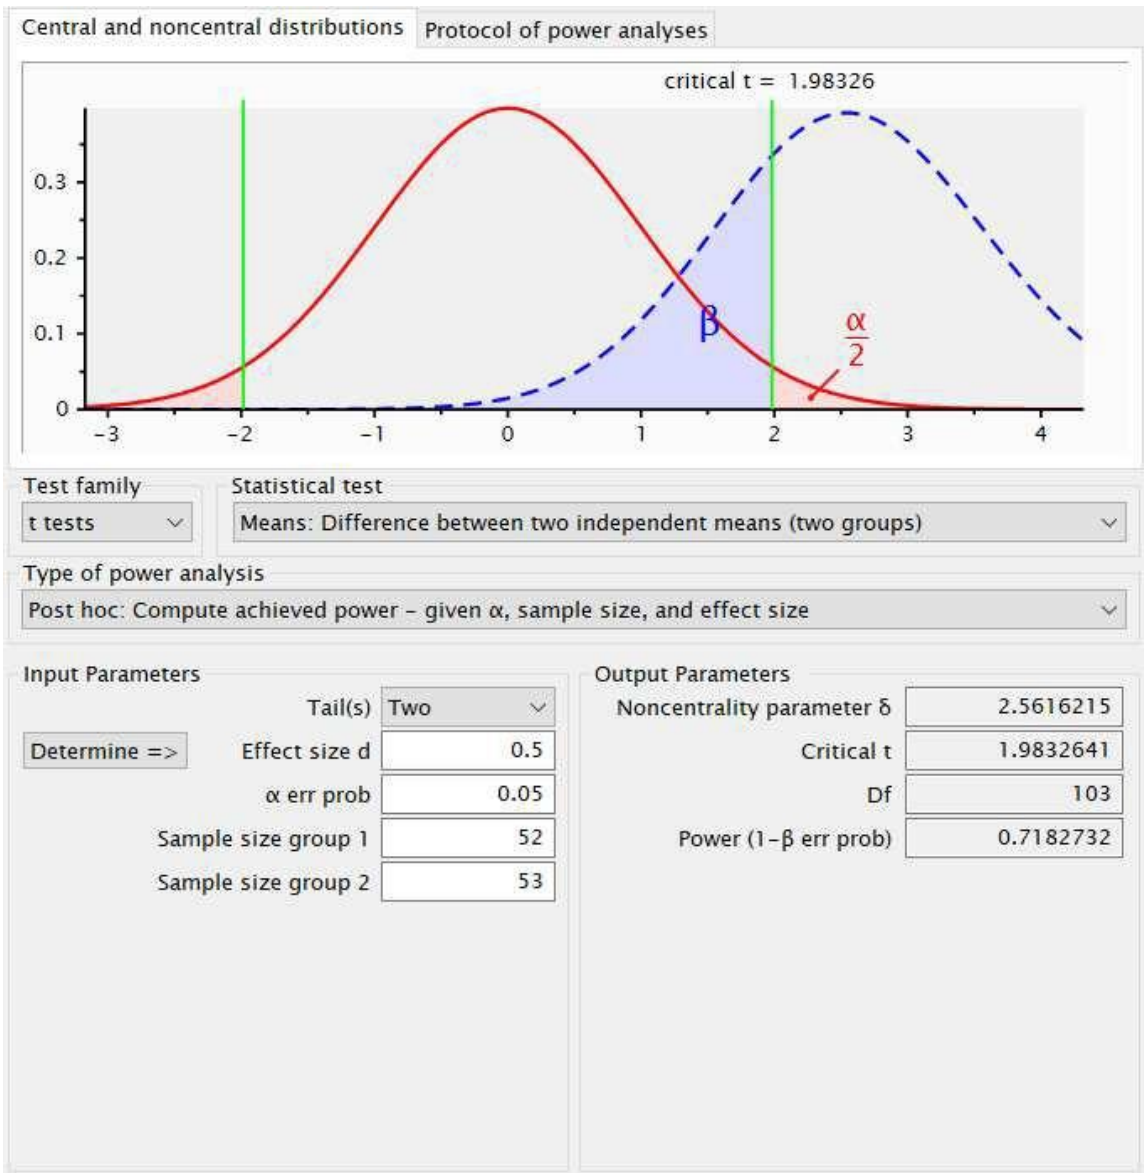 Central and noncentral distributions Protocol of power analyses
critical t = 1.98326
0.3
0.2
0.1
0
β
α
2
-3 -2 -1 0 1 2 3 4
Test family Statistical test
t tests Means: Difference between two independent means (two groups)
Type of power analysis
Post hoc: Compute achieved power – given α, sample size, and effect size
Input Parameters
Tail(s) Two
Determine => Effect size d 0.5
α err prob 0.05
Sample size group 1 52
Sample size group 2 53
Output Parameters
Noncentrality parameter δ 2.5616215
Critical t 1.9832641
Df 103
Power (1-β err prob) 0.7182732